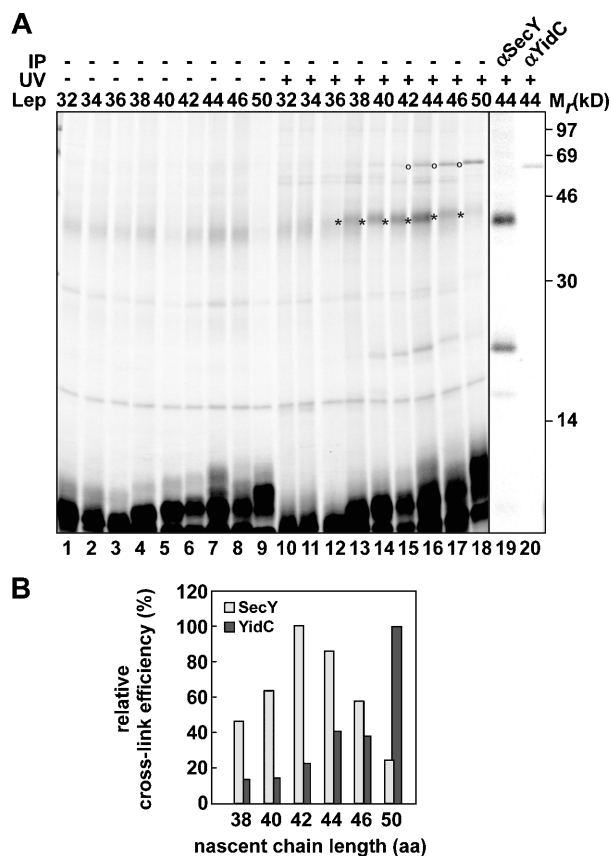 A
IP - - - - - - - - - - - - - - - - - - αSecY αYidC
UV - - - - - - - - - + + + + + + + + + + +
Lep 32 34 36 38 40 42 44 46 50 32 34 36 38 40 42 44 46 50 44 44 Mr(kD)
97
69
46
30
14
1 2 3 4 5 6 7 8 9 10 11 12 13 14 15 16 17 18 19 20
B
relative
cross-link efficiency (%)
120
100
80
60
40
20
0
SecY
YidC
38 40 42 44 46 50
nascent chain length (aa)